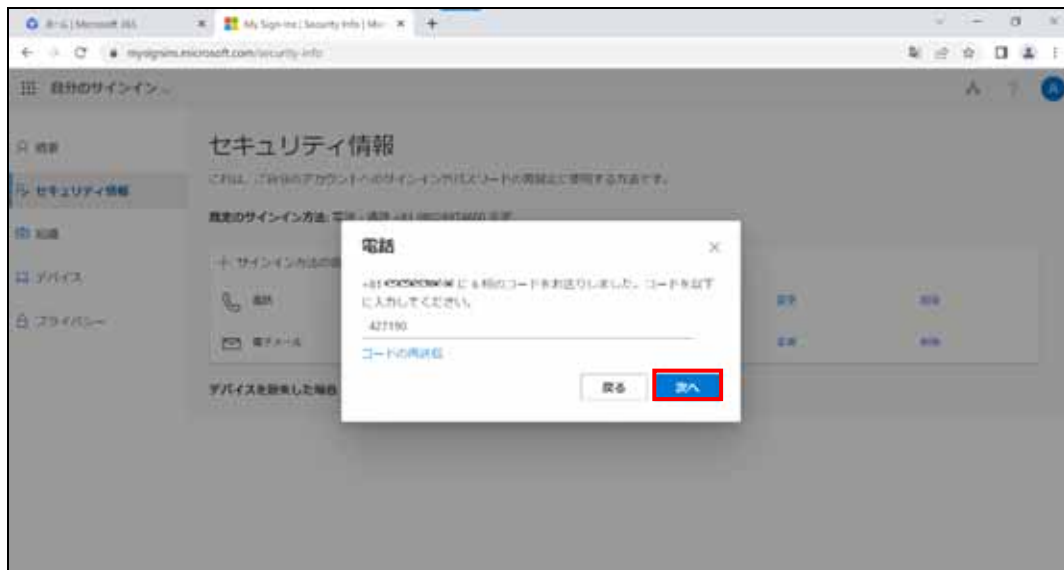 ホーム | Microsoft 365
My Sign-Ins | Security Info | Mic
mysignins.microsoft.com/security-info
自分のサインイン
概要
セキュリティ情報
組織
デバイス
プライバシー
セキュリティ情報
これは、ご自分のアカウントへのサインインやパスワードの再設定に使用する方法です。
既定のサインイン方法: 電話 - 通話 +81 変更
サインイン方法の
電話
変更
削除
電子メール
変更
削除
デバイスを紛失した場合
電話
+81 に 6 桁のコードをお送りしました。コードを以下
に入力してください。
427190
コードの再送信
戻る
次へ